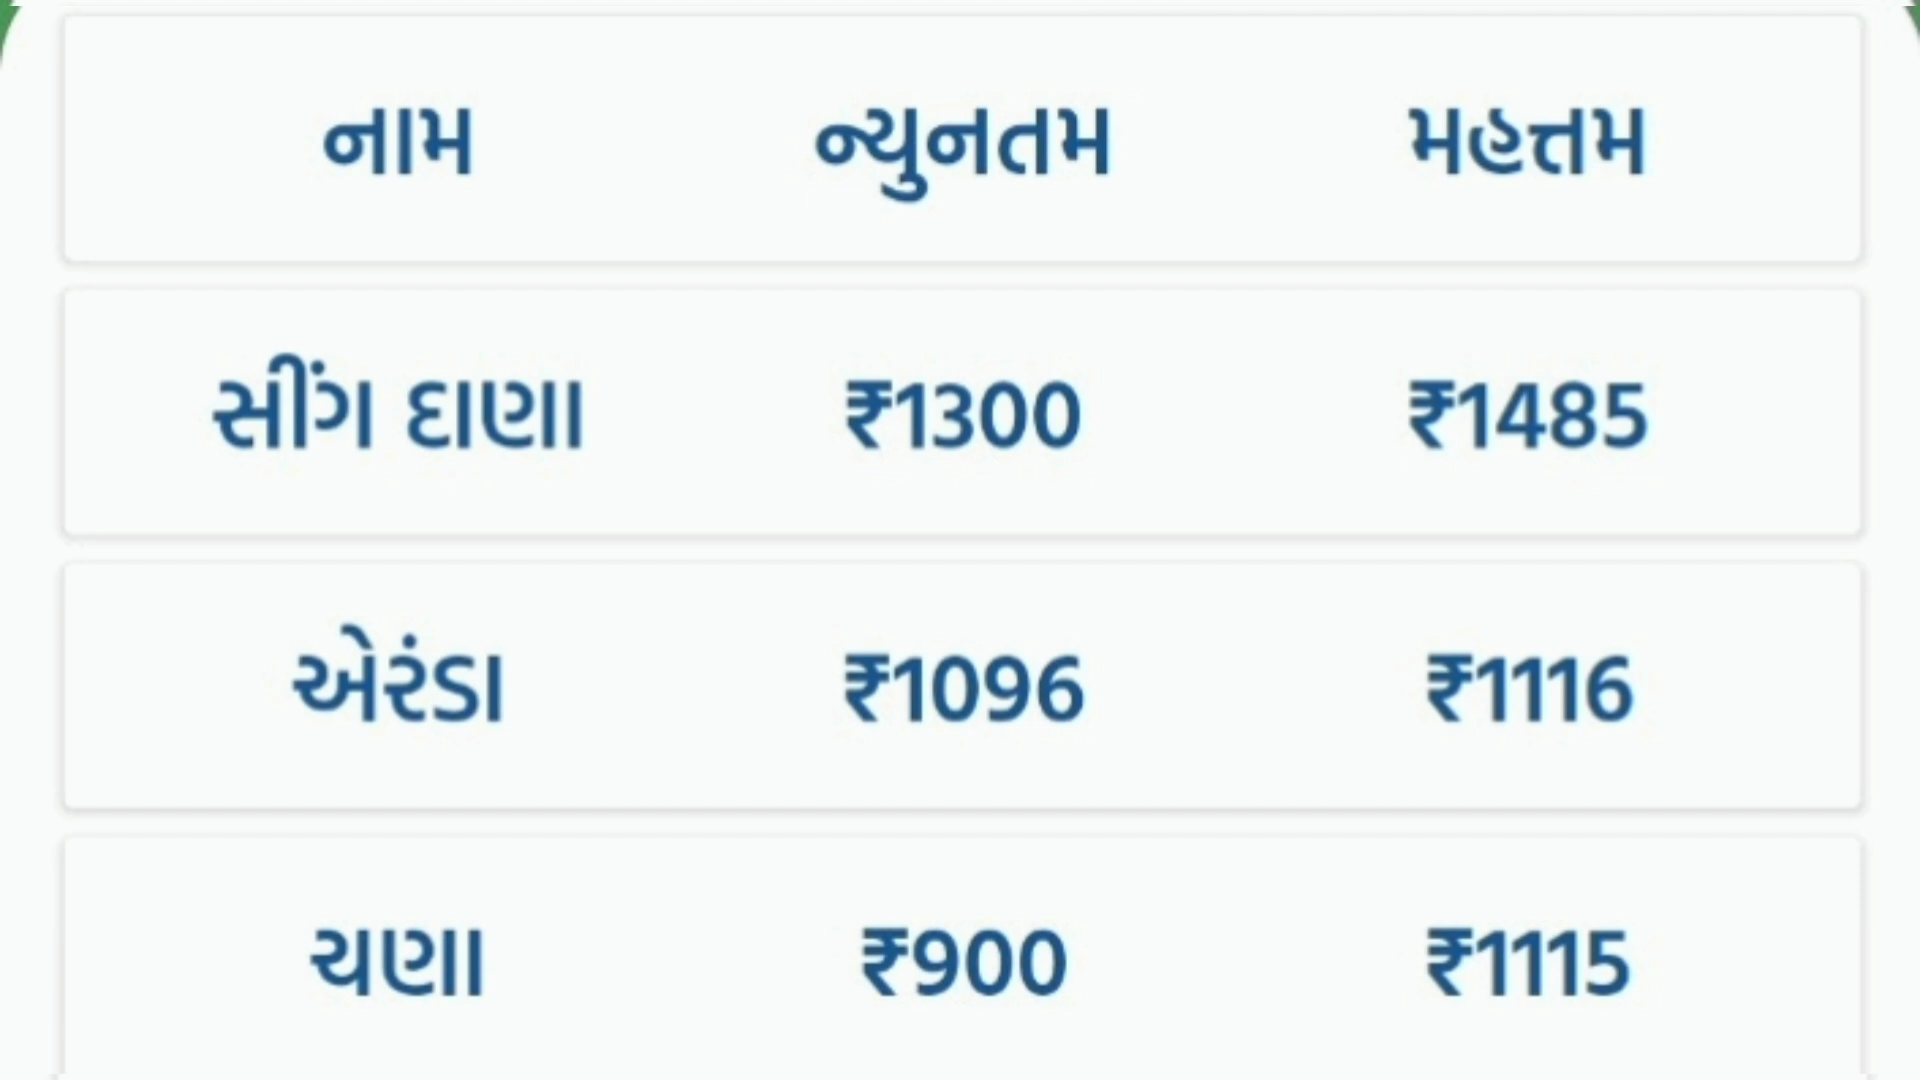 નામ ન્યુનતમ મહત્તમ
સીંગ દાણા ₹1300 ₹1485
એરંડા ₹1096 ₹1116
ચણા ₹900 ₹1115